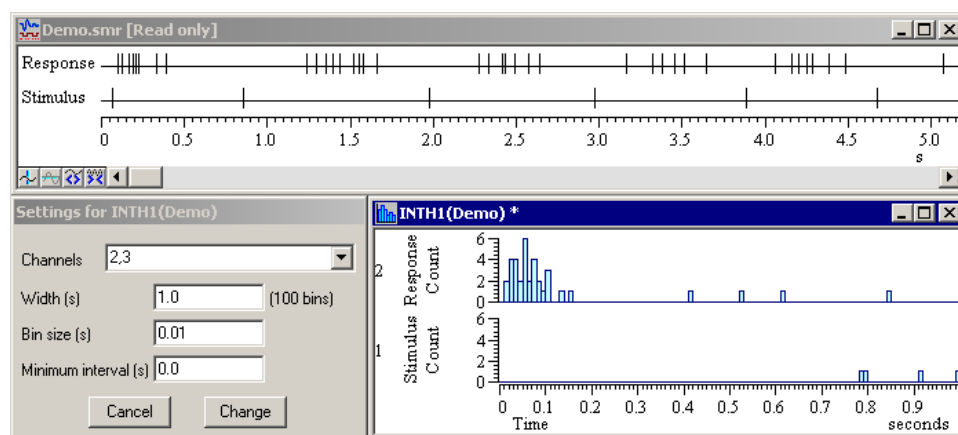 Demo.smr [Read only]
Response
Stimulus
0 0.5 1.0 1.5 2.0 2.5 3.0 3.5 4.0 4.5 5.0
s
Settings for INTH1(Demo)
Channels 2,3
Width (s) 1.0 (100 bins)
Bin size (s) 0.01
Minimum interval (s) 0.0
Cancel Change
INTH1(Demo) *
2 Response Count 6 4 2 0
1 Stimulus Count 6 4 2 0
0 0.1 0.2 0.3 0.4 0.5 0.6 0.7 0.8 0.9
Time seconds